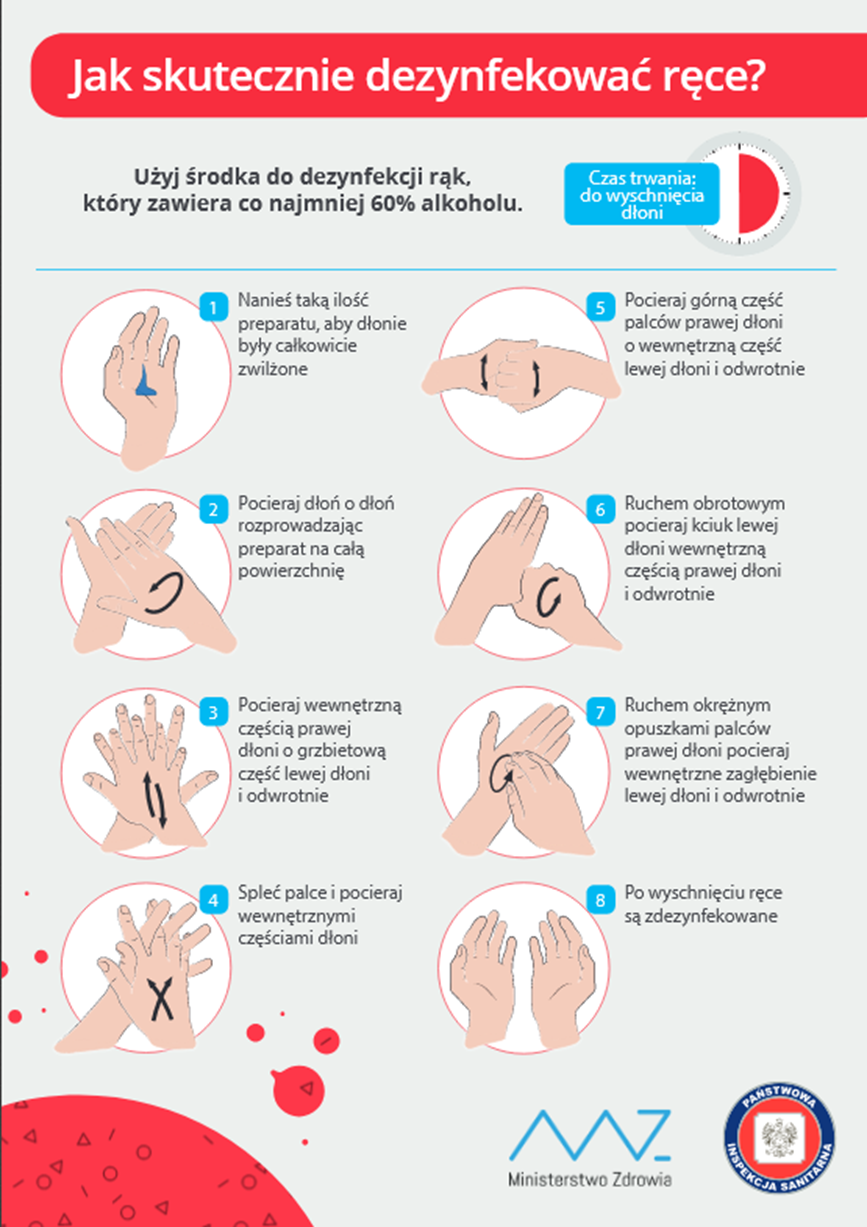 Jak skutecznie dezynfekować ręce?
Użyj środka do dezynfekcji rąk,
który zawiera co najmniej 60% alkoholu.
Czas trwania:
do wyschnięcia
dłoni
1
Nanieś taką ilość
preparatu, aby dłonie
były całkowicie
zwilżone
2
Pocieraj dłoń o dłoń
rozprowadzając
preparat na całą
powierzchnię
3
Pocieraj wewnętrzną
częścią prawej
dłoni o grzbietową
część lewej dłoni
i odwrotnie
4
Spleć palce i pocieraj
wewnętrznymi
częściami dłoni
5
Pocieraj górną część
palców prawej dłoni
o wewnętrzną część
lewej dłoni i odwrotnie
6
Ruchem obrotowym
pocieraj kciuk lewej
dłoni wewnętrzną
częścią prawej dłoni
i odwrotnie
7
Ruchem okrężnym
opuszkami palców
prawej dłoni pocieraj
wewnętrzne zagłębienie
lewej dłoni i odwrotnie
8
Po wyschnięciu ręce
są zdezynfekowane
MZ
Ministerstwo Zdrowia
PAŃSTWOWA
INSPEKCJA SANITARNA